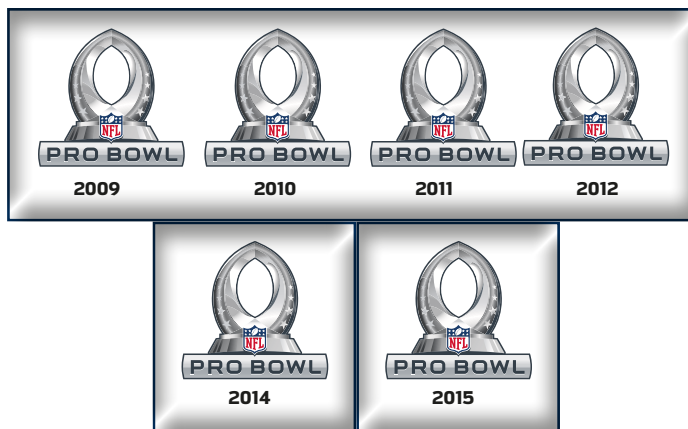 NFL NFL NFL NFL
PRO BOWL PRO BOWL PRO BOWL PRO BOWL
2009 2010 2011 2012
NFL NFL
PRO BOWL PRO BOWL
2014 2015